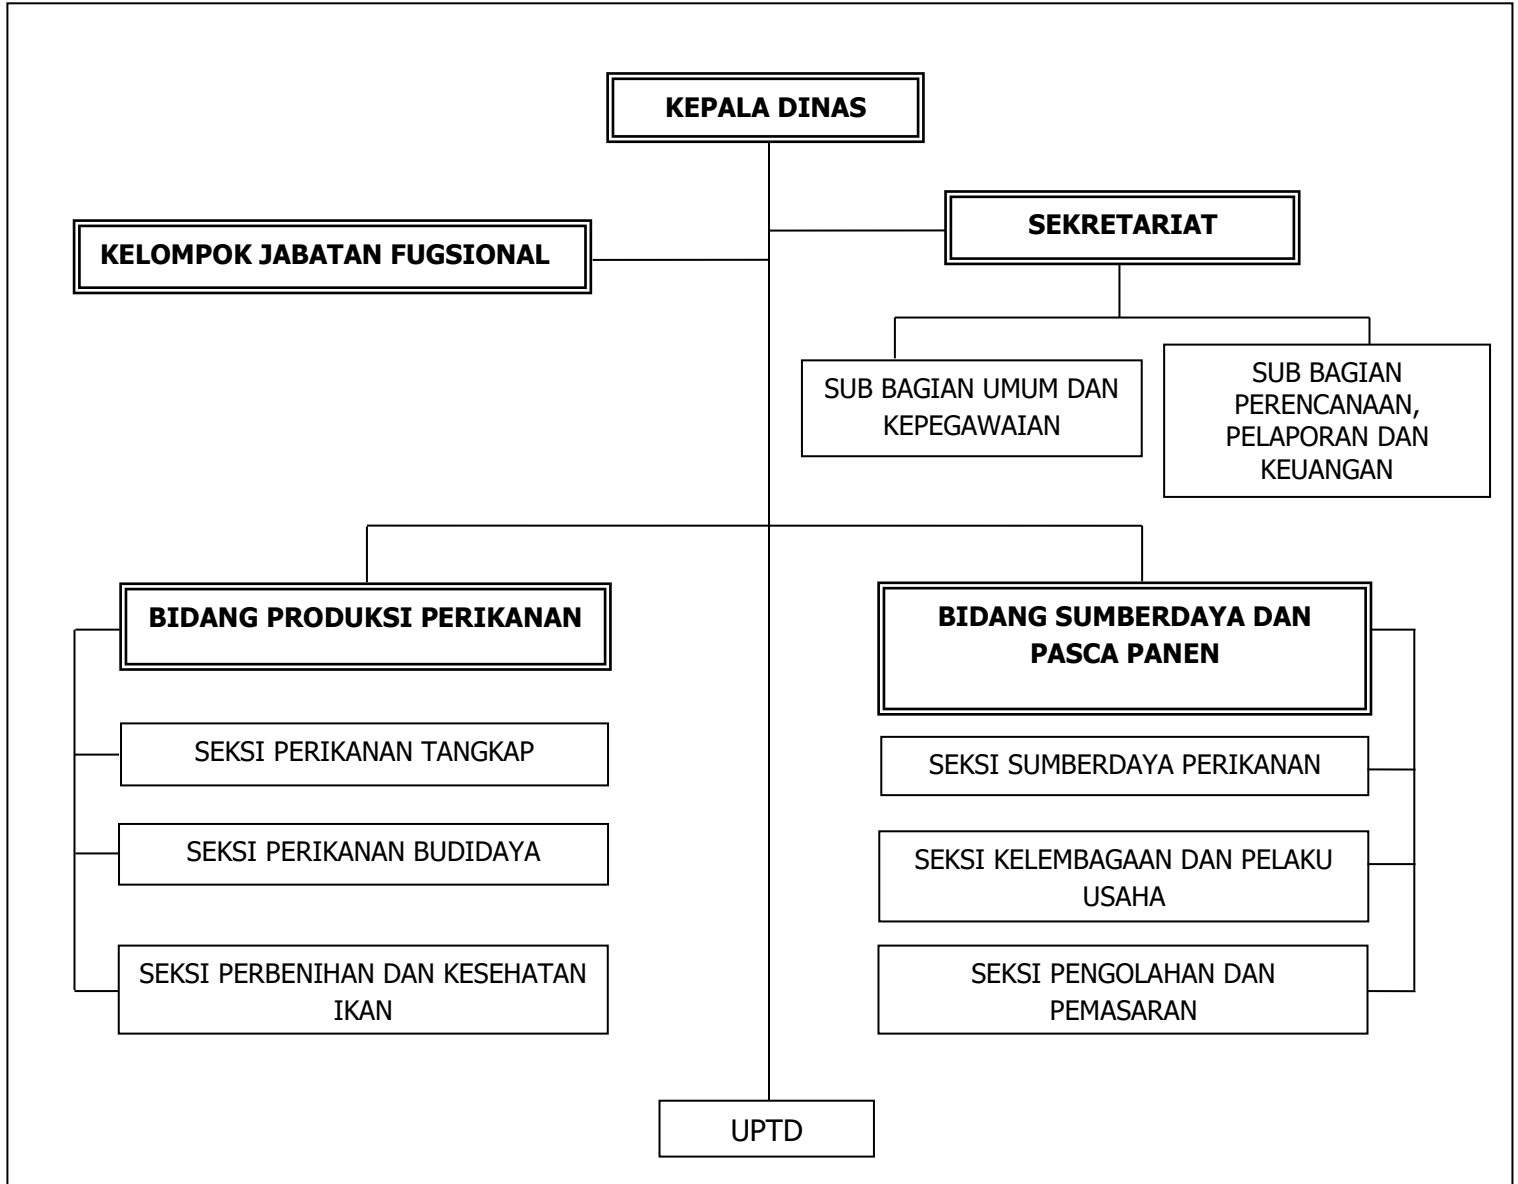 KEPALA DINAS
SEKRETARIAT
KELOMPOK JABATAN FUGSIONAL
SUB BAGIAN UMUM DAN
KEPEGAWAIAN
SUB BAGIAN
PERENCANAAN,
PELAPORAN DAN
KEUANGAN
BIDANG PRODUKSI PERIKANAN
SEKSI PERIKANAN TANGKAP
SEKSI PERIKANAN BUDIDAYA
SEKSI PERBENIHAN DAN KESEHATAN
IKAN
BIDANG SUMBERDAYA DAN
PASCA PANEN
SEKSI SUMBERDAYA PERIKANAN
SEKSI KELEMBAGAAN DAN PELAKU
USAHA
SEKSI PENGOLAHAN DAN
PEMASARAN
UPTD